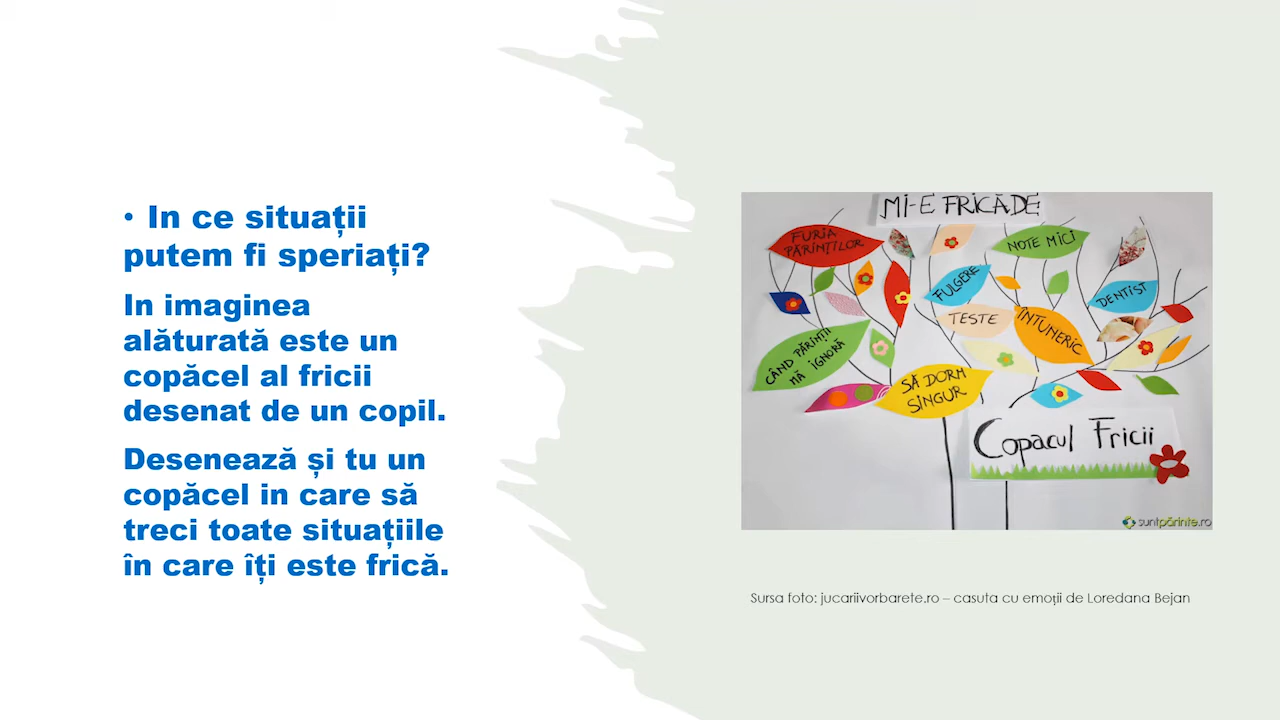 • In ce situații
putem fi speriați?
In imaginea
alăturată este un
copăcel al fricii
desenat de un copil.
Desenează și tu un
copăcel in care să
treci toate situațiile
în care îți este frică.
MI-E FRICĂ DE
FURIA
PĂRINȚILOR
NOTE MICI
FULGERE
DENTIST
TESTE
ÎNTUNERIC
CÂND PĂRINȚII
MĂ IGNORĂ
SĂ DORM
SINGUR
Copacul Fricii
suntpărinte.ro
Sursa foto: jucariivorbarete.ro – casuta cu emoții de Loredana Bejan